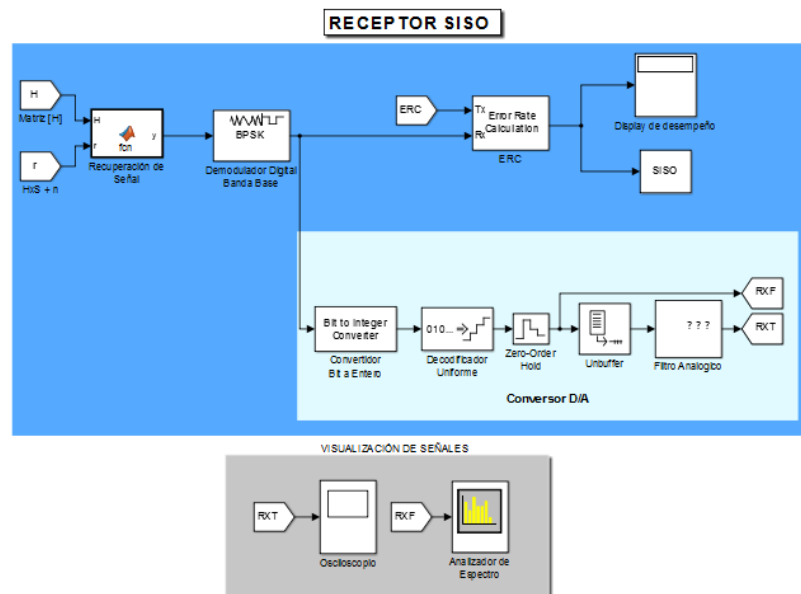 RECEPTOR SISO
H
Matriz [H]
r
HxS + n
H
r
fcn
y
Recuperación de
Señal
BPSK
Demodulador Digital
Banda Base
ERC
Tx
Rx
Error Rate
Calculation
ERC
Display de desempeño
SISO
Bit to Integer
Converter
Convertidor
Bit a Entero
010...
Decodificador
Uniforme
Zero-Order
Hold
Unbuffer
? ? ?
Filtro Analogico
RXF
RXT
Conversor D/A
VISUALIZACIÓN DE SEÑALES
RXT
Osciloscopio
RXF
Analizador de
Espectro